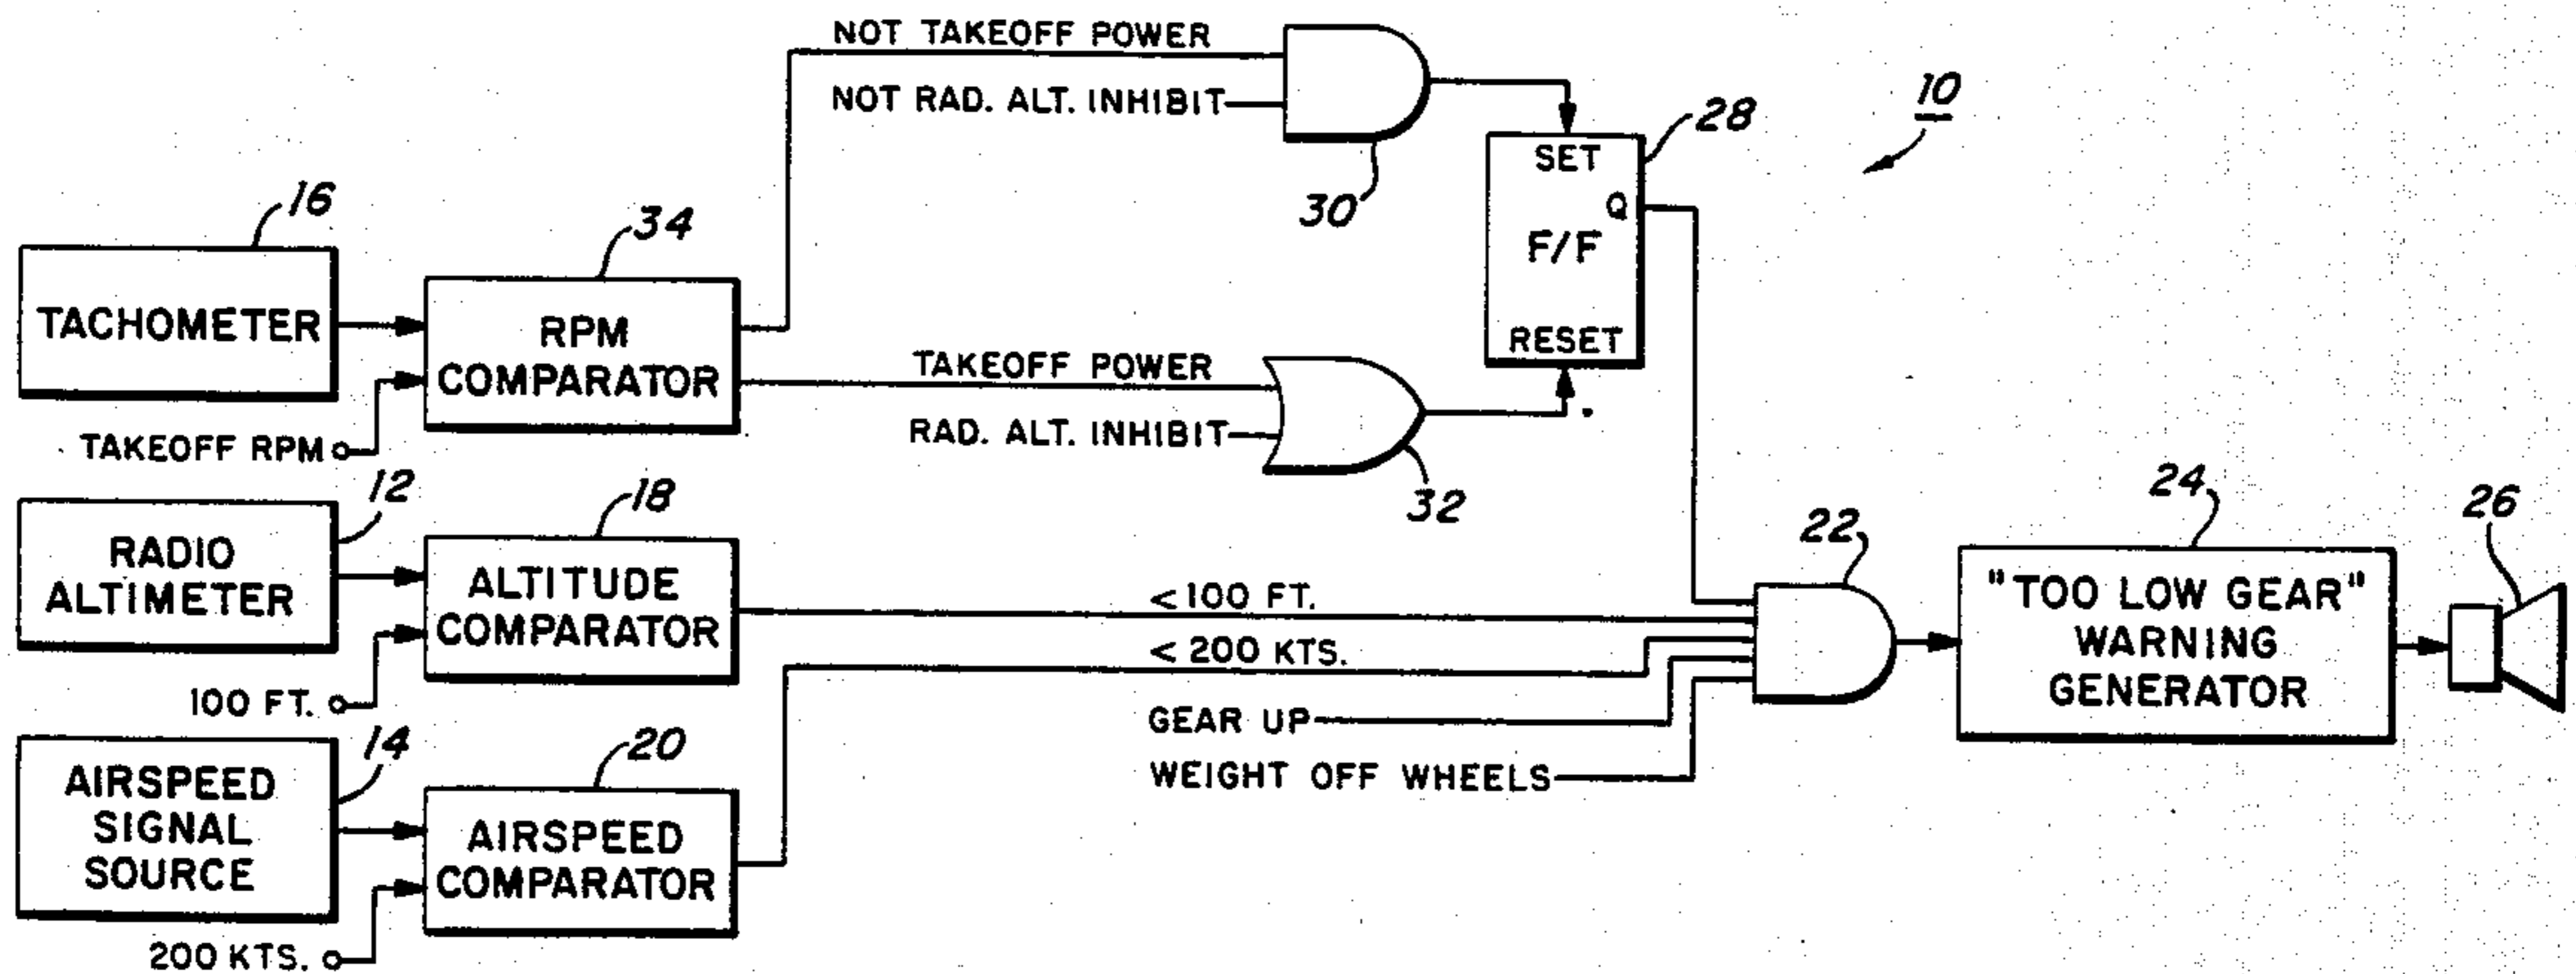 NOT TAKEOFF POWER
NOT RAD. ALT. INHIBIT
30
SET
Q
F/F
RESET
28
10
16
TACHOMETER
TAKEOFF RPM
34
RPM
COMPARATOR
TAKEOFF POWER
RAD. ALT. INHIBIT
32
12
RADIO
ALTIMETER
100 FT.
18
ALTITUDE
COMPARATOR
<100 FT.
<200 KTS.
GEAR UP
WEIGHT OFF WHEELS
22
24
"TOO LOW GEAR"
WARNING
GENERATOR
26
14
AIRSPEED
SIGNAL
SOURCE
200 KTS.
20
AIRSPEED
COMPARATOR